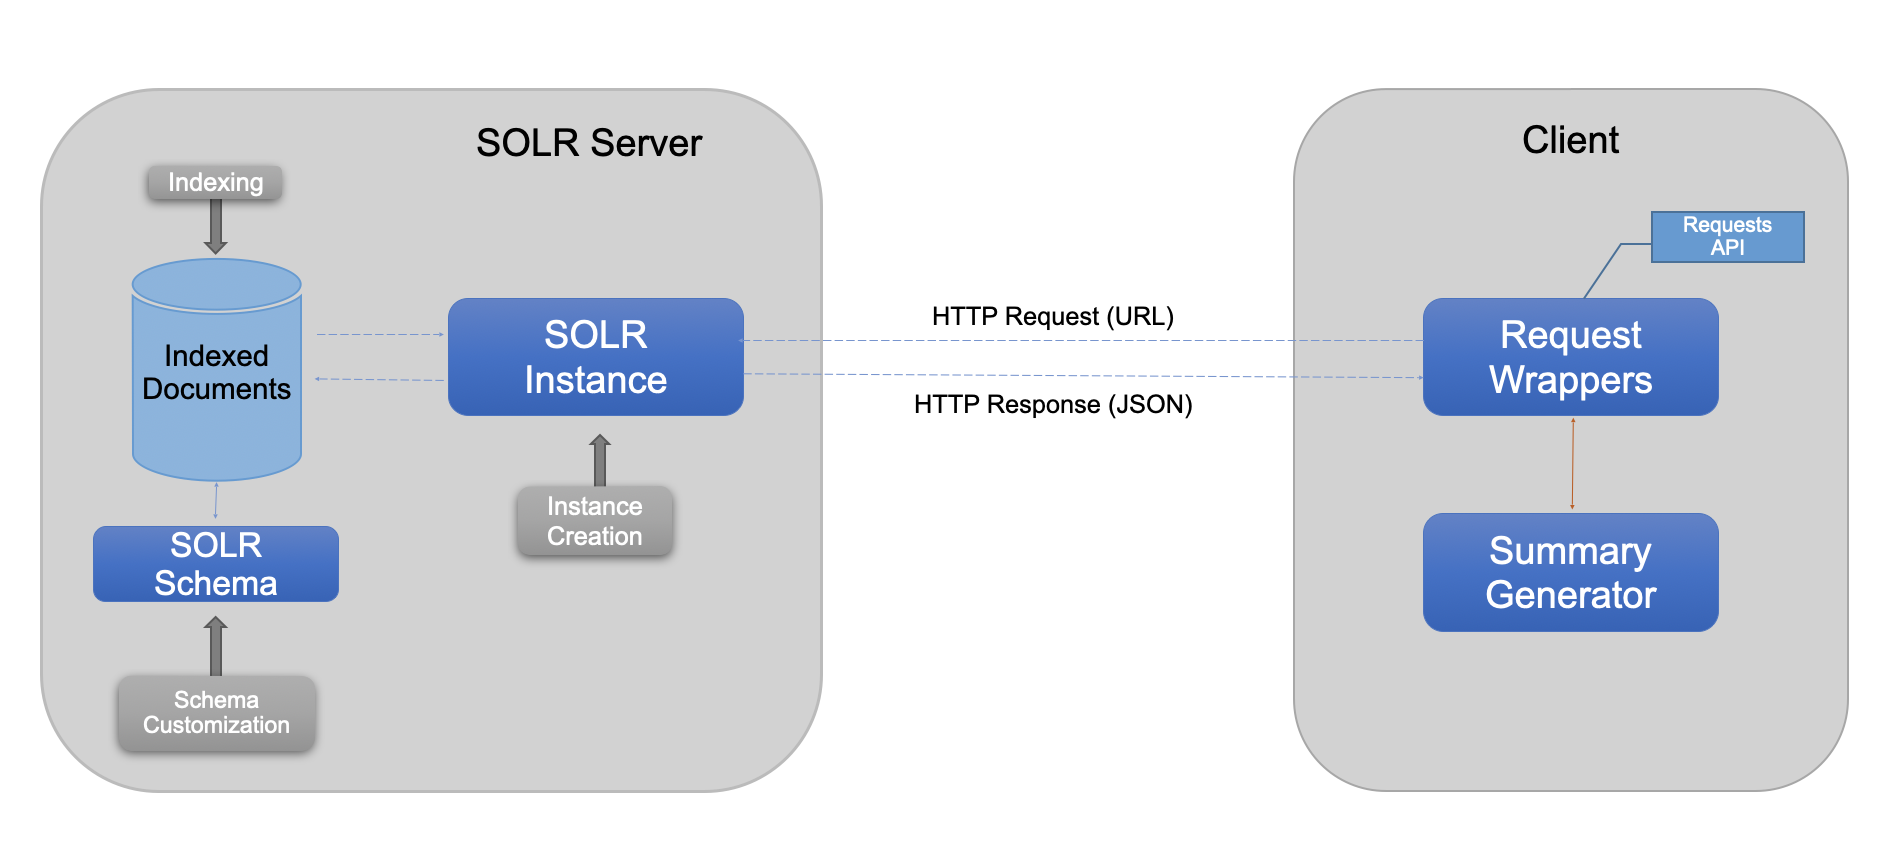 SOLR Server
Indexing
Indexed
Documents
SOLR
Instance
Instance
Creation
SOLR
Schema
Schema
Customization
HTTP Request (URL)
HTTP Response (JSON)
Client
Requests
API
Request
Wrappers
Summary
Generator